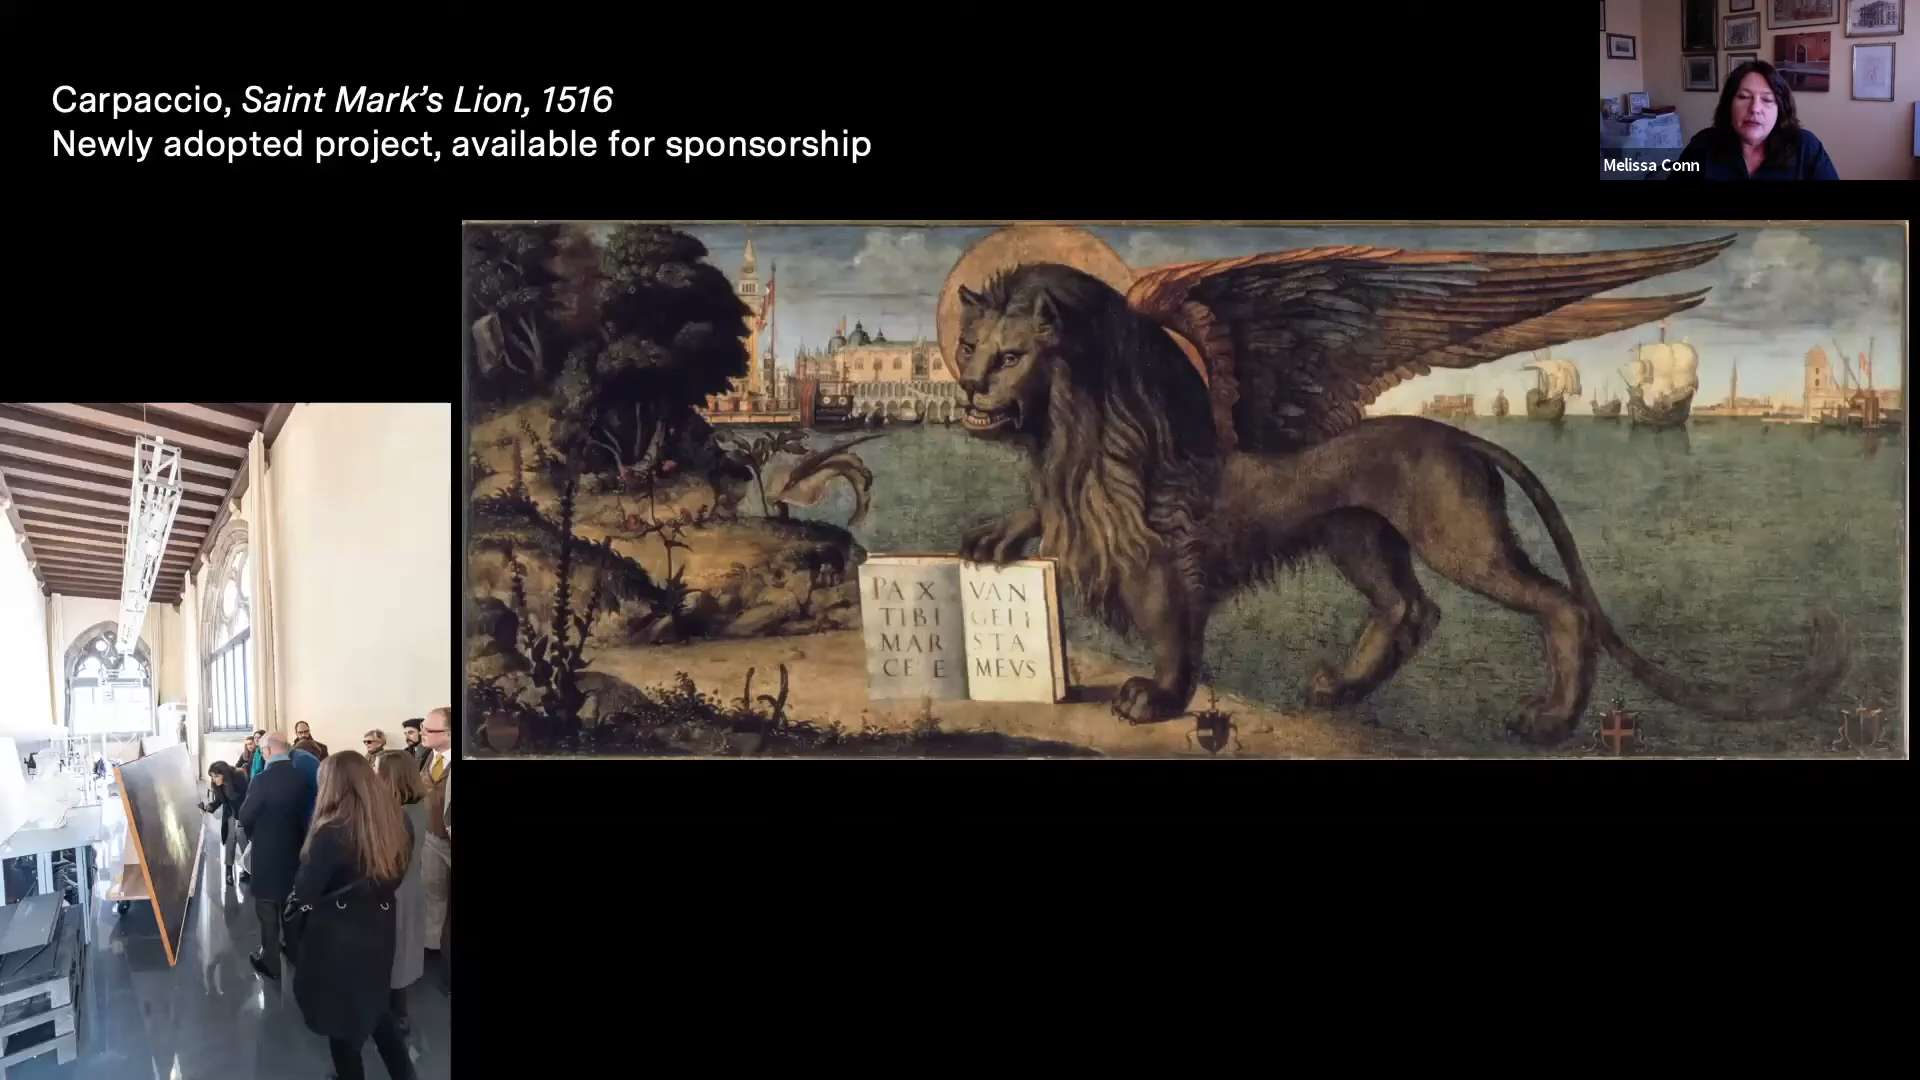 Carpaccio, Saint Mark's Lion, 1516
Newly adopted project, available for sponsorship
Melissa Conn
PAX
TIBI
MAR
CE E
VAN
GELI
STA
MEVS